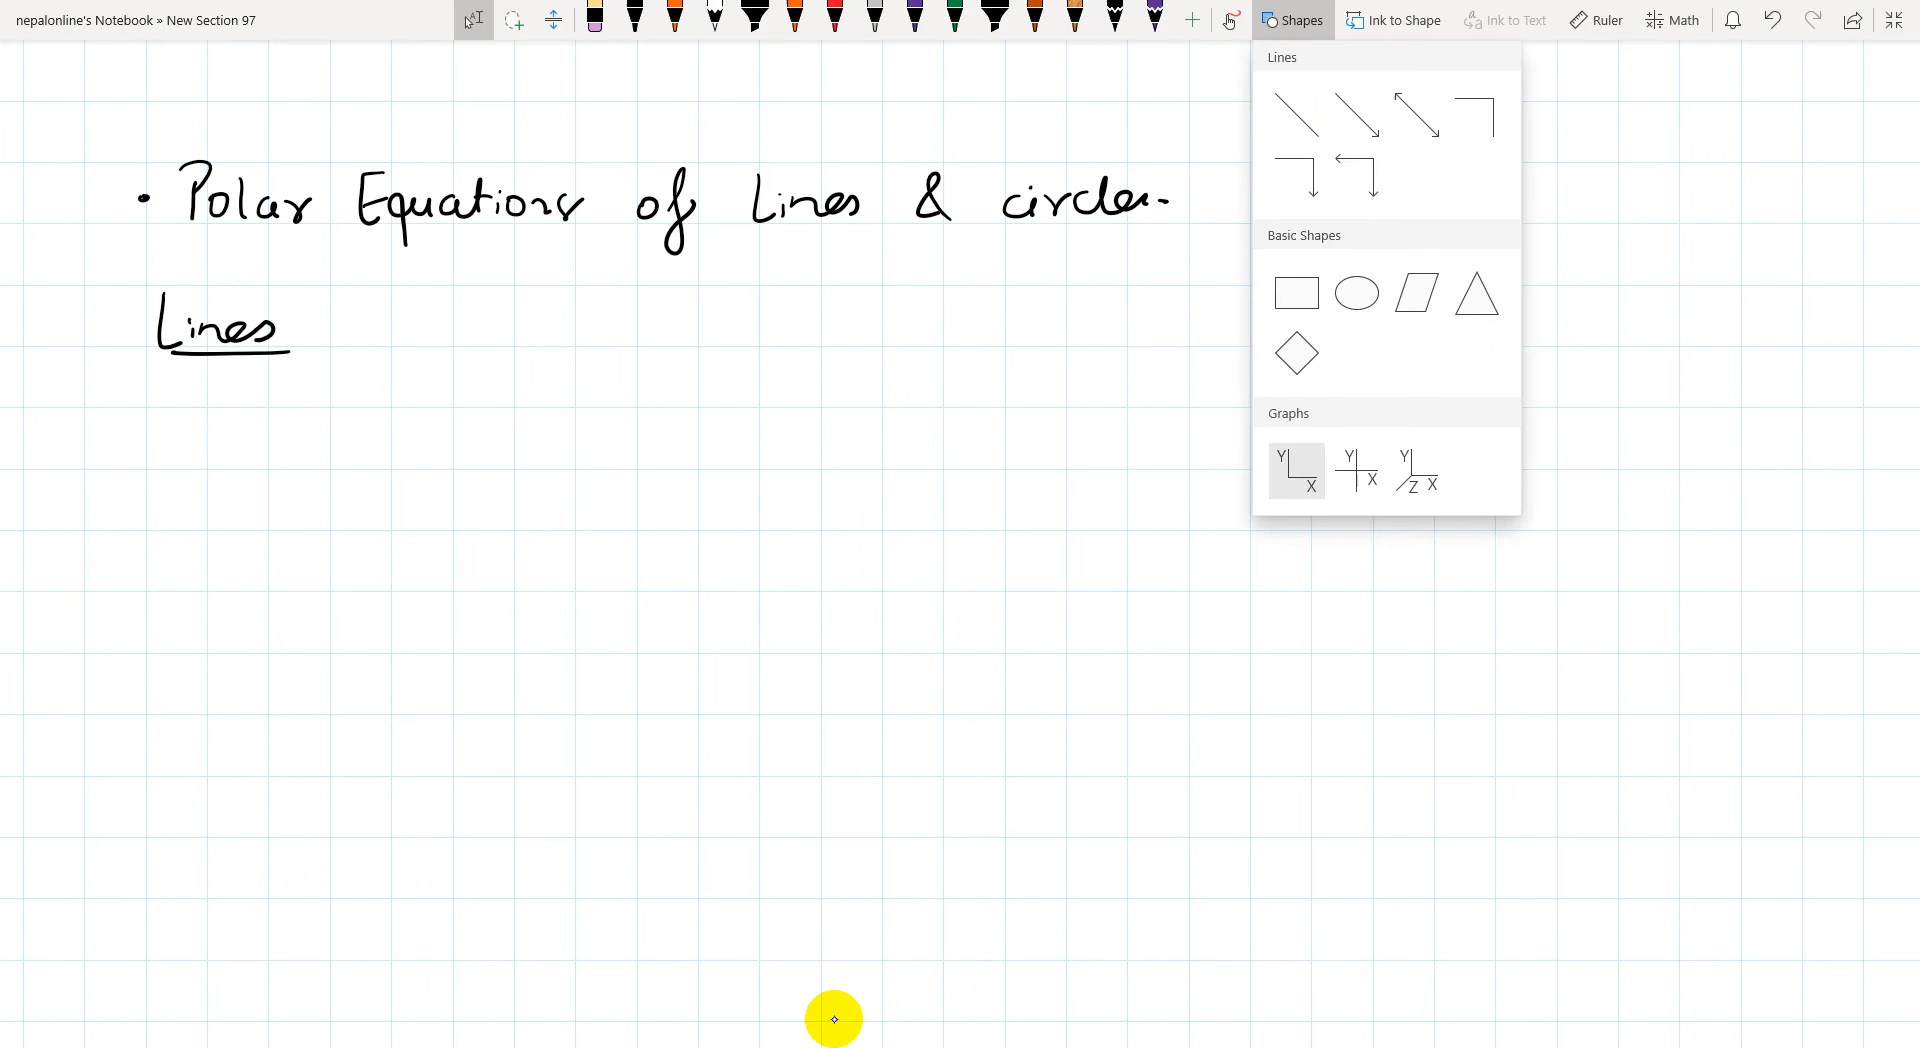 nepalonline's Notebook » New Section 97
Shapes
Ink to Shape
Ink to Text
Ruler
Math
Lines
• Polar Equations of Lines & circles.
Lines
Basic Shapes
Graphs
Y X
Y X
Y Z X